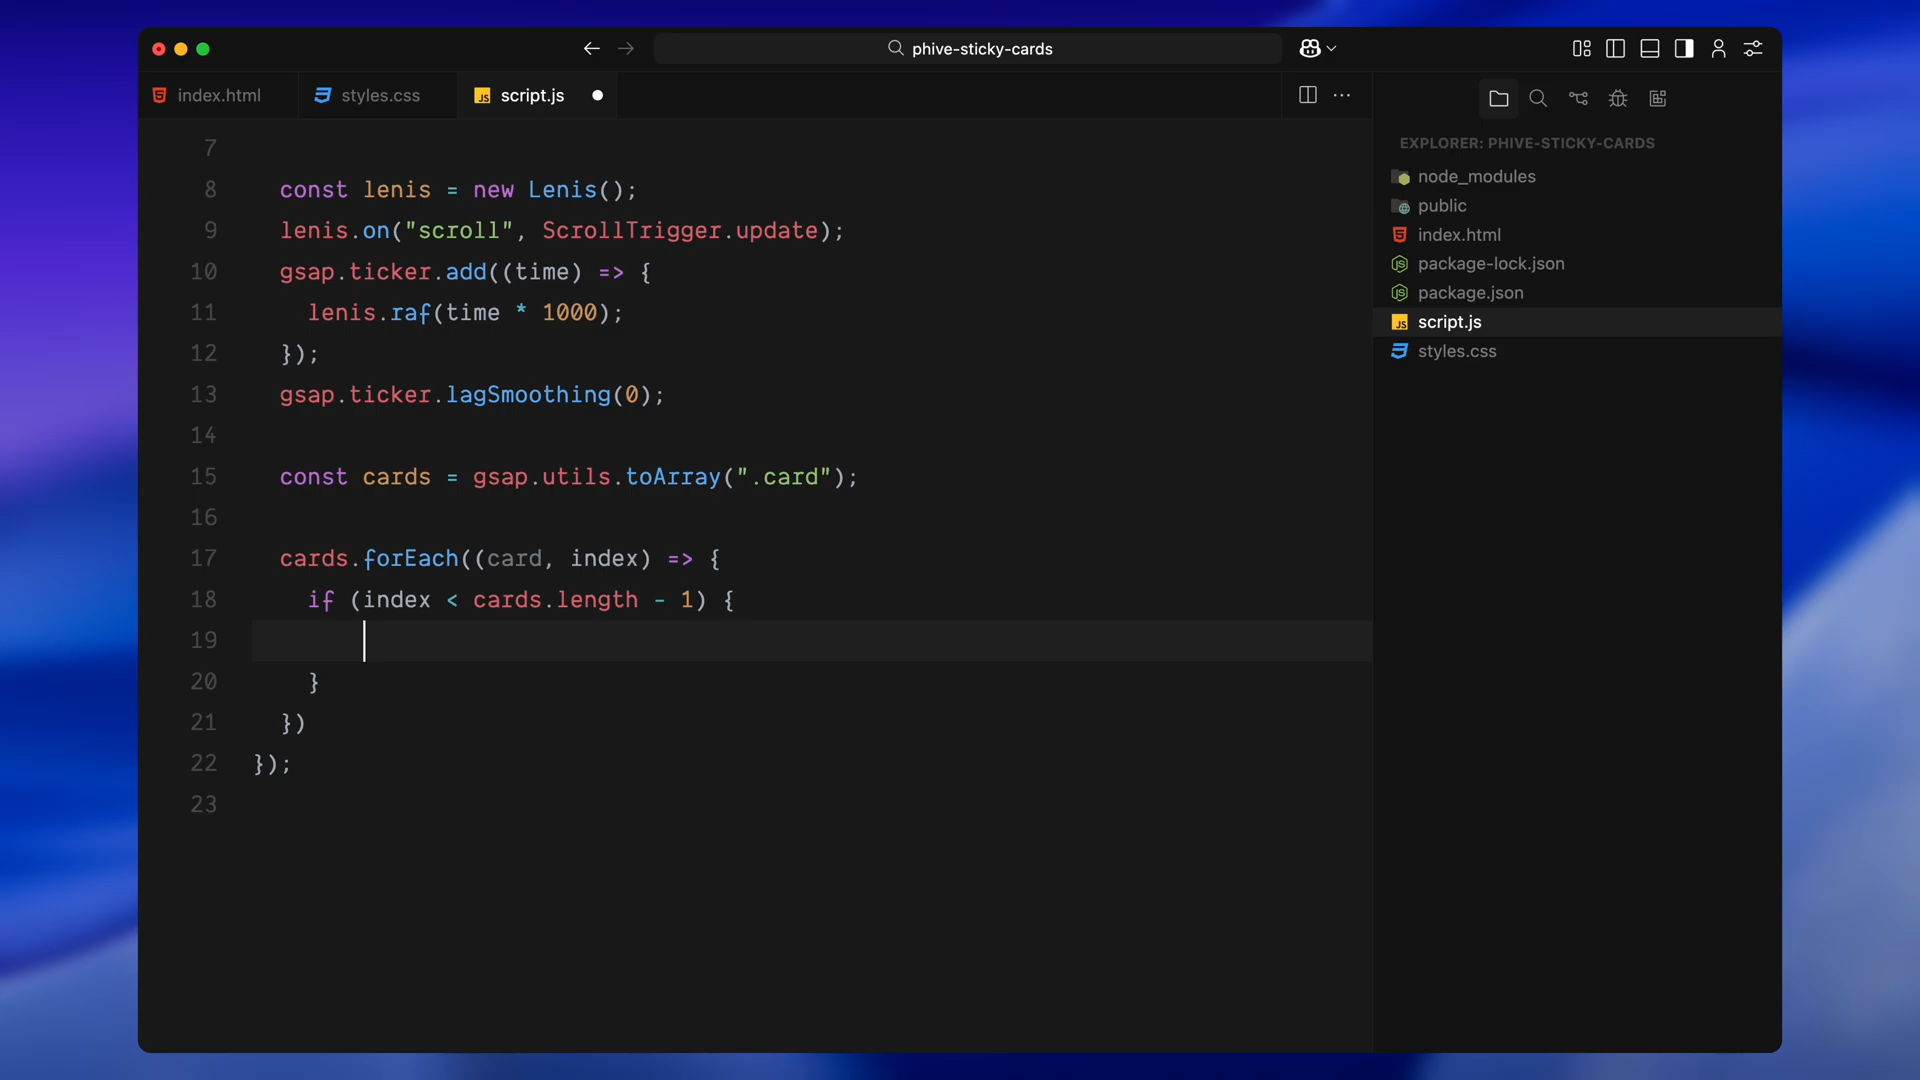 phive-sticky-cards
index.html
styles.css
script.js
7
8 const lenis = new Lenis();
9 lenis.on("scroll", ScrollTrigger.update);
10 gsap.ticker.add((time) => {
11 lenis.raf(time * 1000);
12 });
13 gsap.ticker.lagSmoothing(0);
14
15 const cards = gsap.utils.toArray(".card");
16
17 cards.forEach((card, index) => {
18 if (index < cards.length - 1) {
19
20 }
21 })
22 });
23
EXPLORER: PHIVE-STICKY-CARDS
node_modules
public
index.html
package-lock.json
package.json
script.js
styles.css